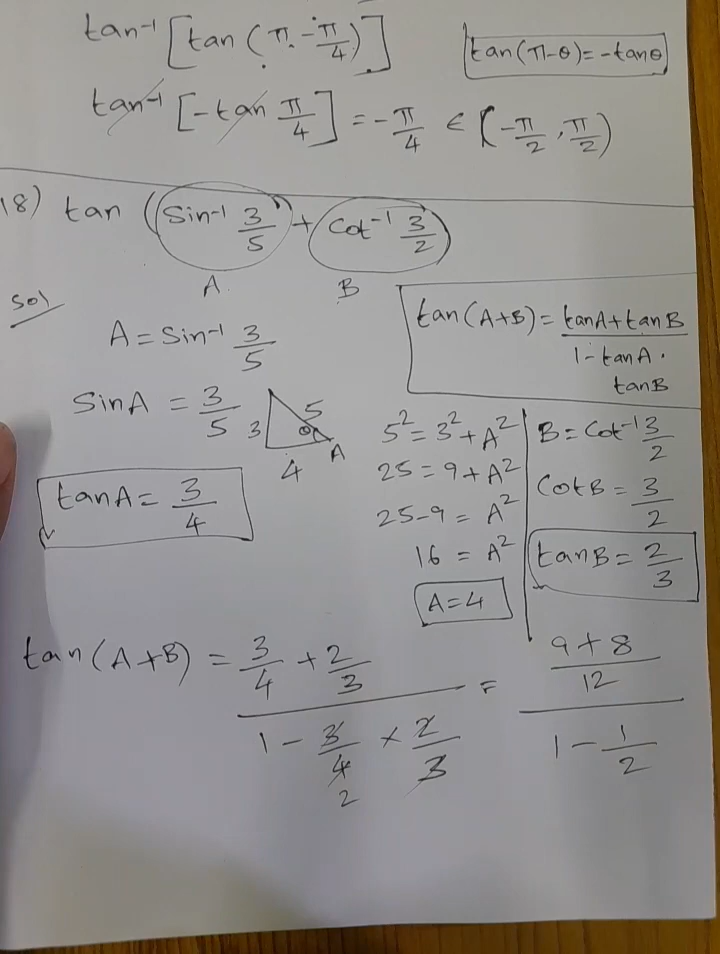 tan⁻¹ [tan (π - π/4)]
tan(π-θ)=-tanθ
tan⁻¹ [-tan π/4] = -π/4 ∈ (-π/2, π/2)
18) tan (sin⁻¹ 3/5 + cot⁻¹ 3/2)
A B
Sol
tan(A+B) = (tanA+tanB)/(1-tanA.tanB)
A = Sin⁻¹ 3/5
SinA = 3/5
3 5 4 θ A
tanA = 3/4
5² = 3² + A²
25 = 9 + A²
25-9 = A²
16 = A²
A=4
B = Cot⁻¹ 3/2
CotB = 3/2
tanB = 2/3
tan(A+B) = (3/4 + 2/3)/(1 - 3/4 × 2/3) = ((9+8)/12)/(1 - 1/2)
2